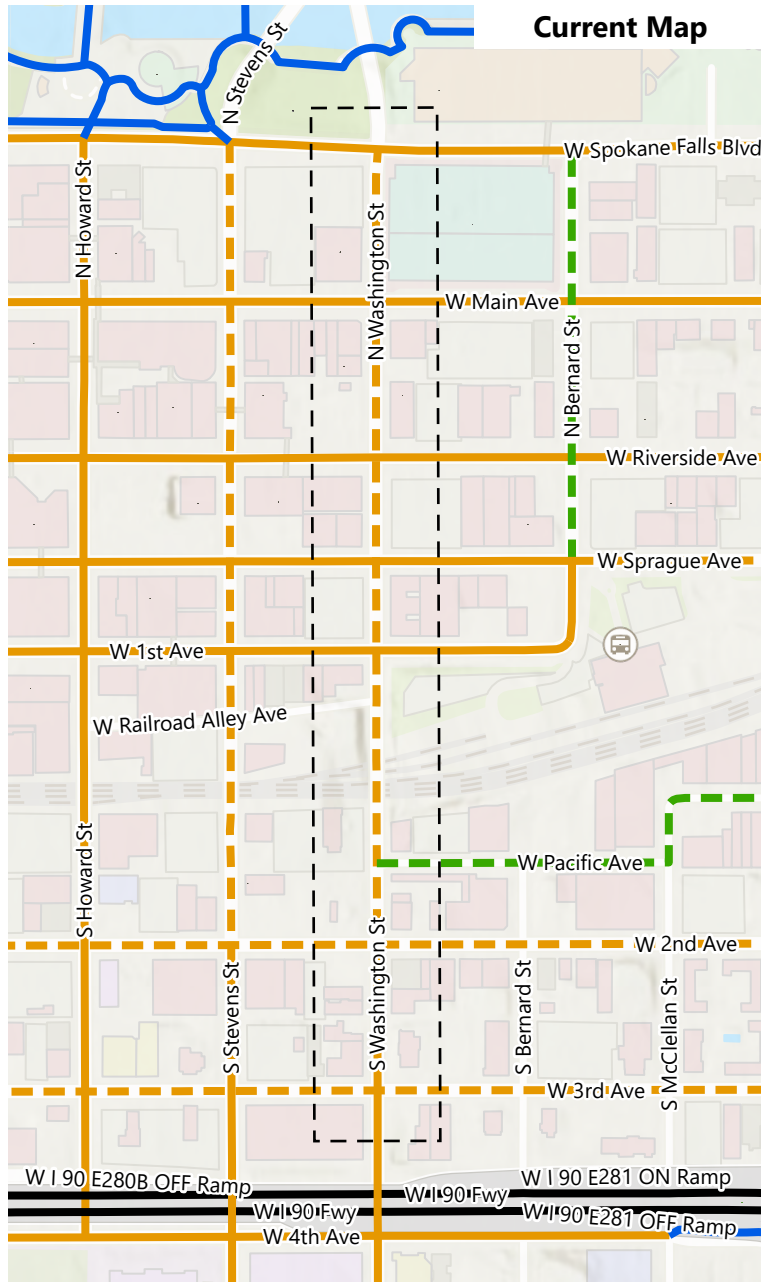 Current Map
N Stevens St
W Spokane Falls Blvd
N Howard St
N Washington St
W Main Ave
N Bernard St
W Riverside Ave
W Sprague Ave
W 1st Ave
W Railroad Alley Ave
S Howard St
W Pacific Ave
S Washington St
W 2nd Ave
S Stevens St
S Bernard St
S McClellan St
W 3rd Ave
W I 90 E280B OFF Ramp
W I 90 E281 ON Ramp
W I 90 Fwy
W I 90 Fwy
W I 90 E281 OFF Ramp
W 4th Ave